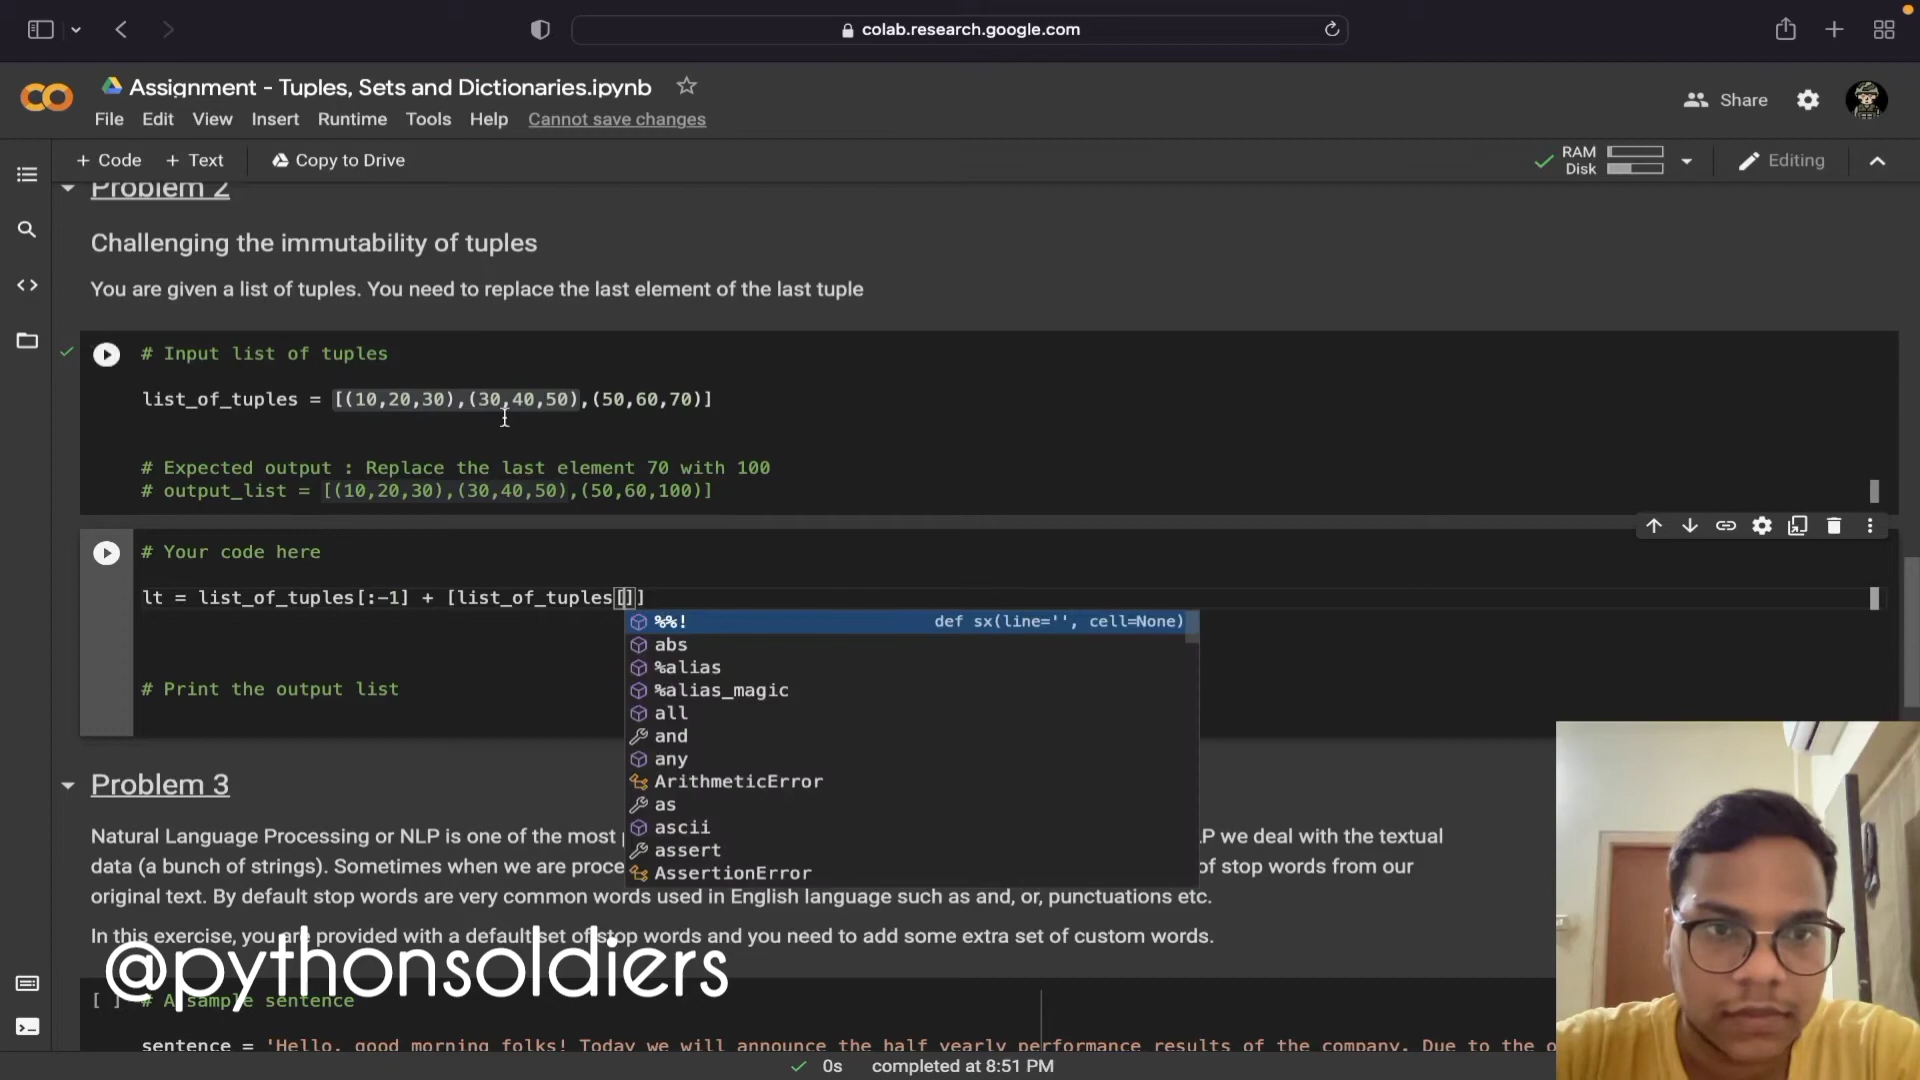 colab.research.google.com
Assignment - Tuples, Sets and Dictionaries.ipynb
File Edit View Insert Runtime Tools Help Cannot save changes
Share
+ Code + Text Copy to Drive
RAM
Disk
Editing
Problem 2
Challenging the immutability of tuples
You are given a list of tuples. You need to replace the last element of the last tuple
# Input list of tuples
list_of_tuples = [(10,20,30),(30,40,50),(50,60,70)]
# Expected output : Replace the last element 70 with 100
# output_list = [(10,20,30),(30,40,50),(50,60,100)]
# Your code here
lt = list_of_tuples[:-1] + [list_of_tuples[]]
%%! def sx(line='', cell=None)
abs
%alias
%alias_magic
all
and
any
ArithmeticError
as
ascii
assert
AssertionError
# Print the output list
Problem 3
Natural Language Processing or NLP is one of the most P we deal with the textual
data (a bunch of strings). Sometimes when we are proce of stop words from our
original text. By default stop words are very common words used in English language such as and, or, punctuations etc.
In this exercise, you are provided with a default set of stop words and you need to add some extra set of custom words.
@pythonsoldiers
[ ] # A sample sentence
sentence = 'Hello, good morning folks! Today we will announce the half yearly performance results of the company. Due to the o
0s completed at 8:51 PM